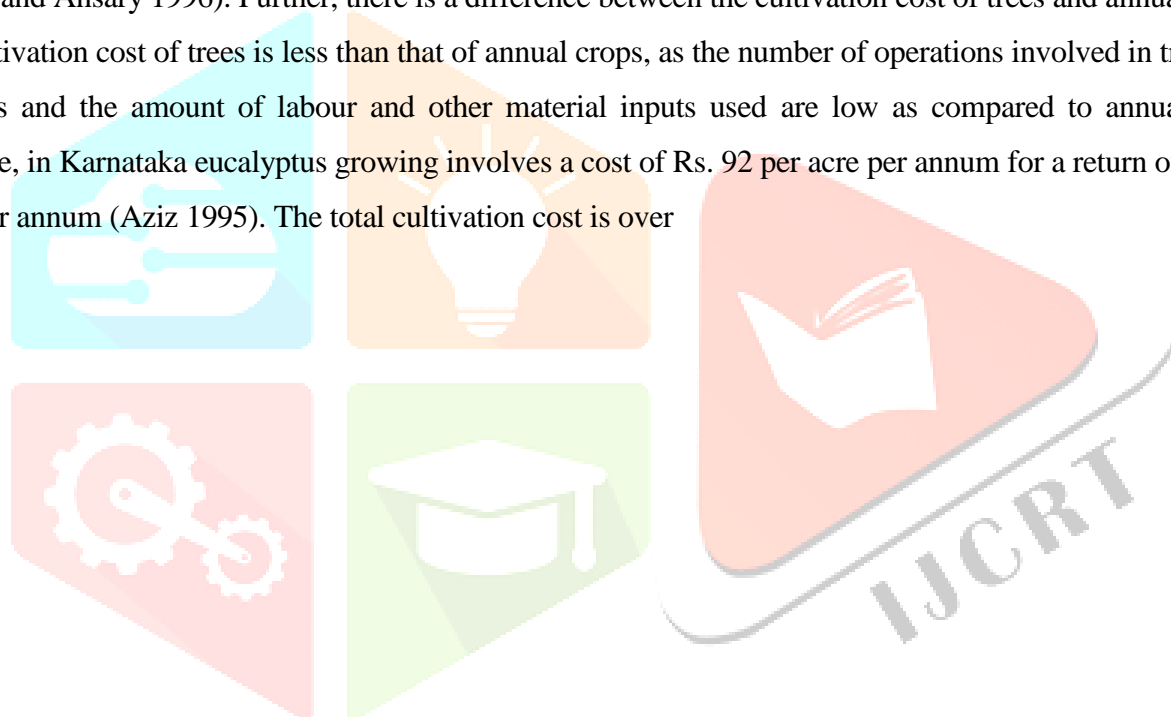 and Ansary 1996). Further, there is a difference between the cultivation cost of trees and annua
tivation cost of trees is less than that of annual crops, as the number of operations involved in tr
s and the amount of labour and other material inputs used are low as compared to annua
e, in Karnataka eucalyptus growing involves a cost of Rs. 92 per acre per annum for a return o
r annum (Aziz 1995). The total cultivation cost is over
IJCRT